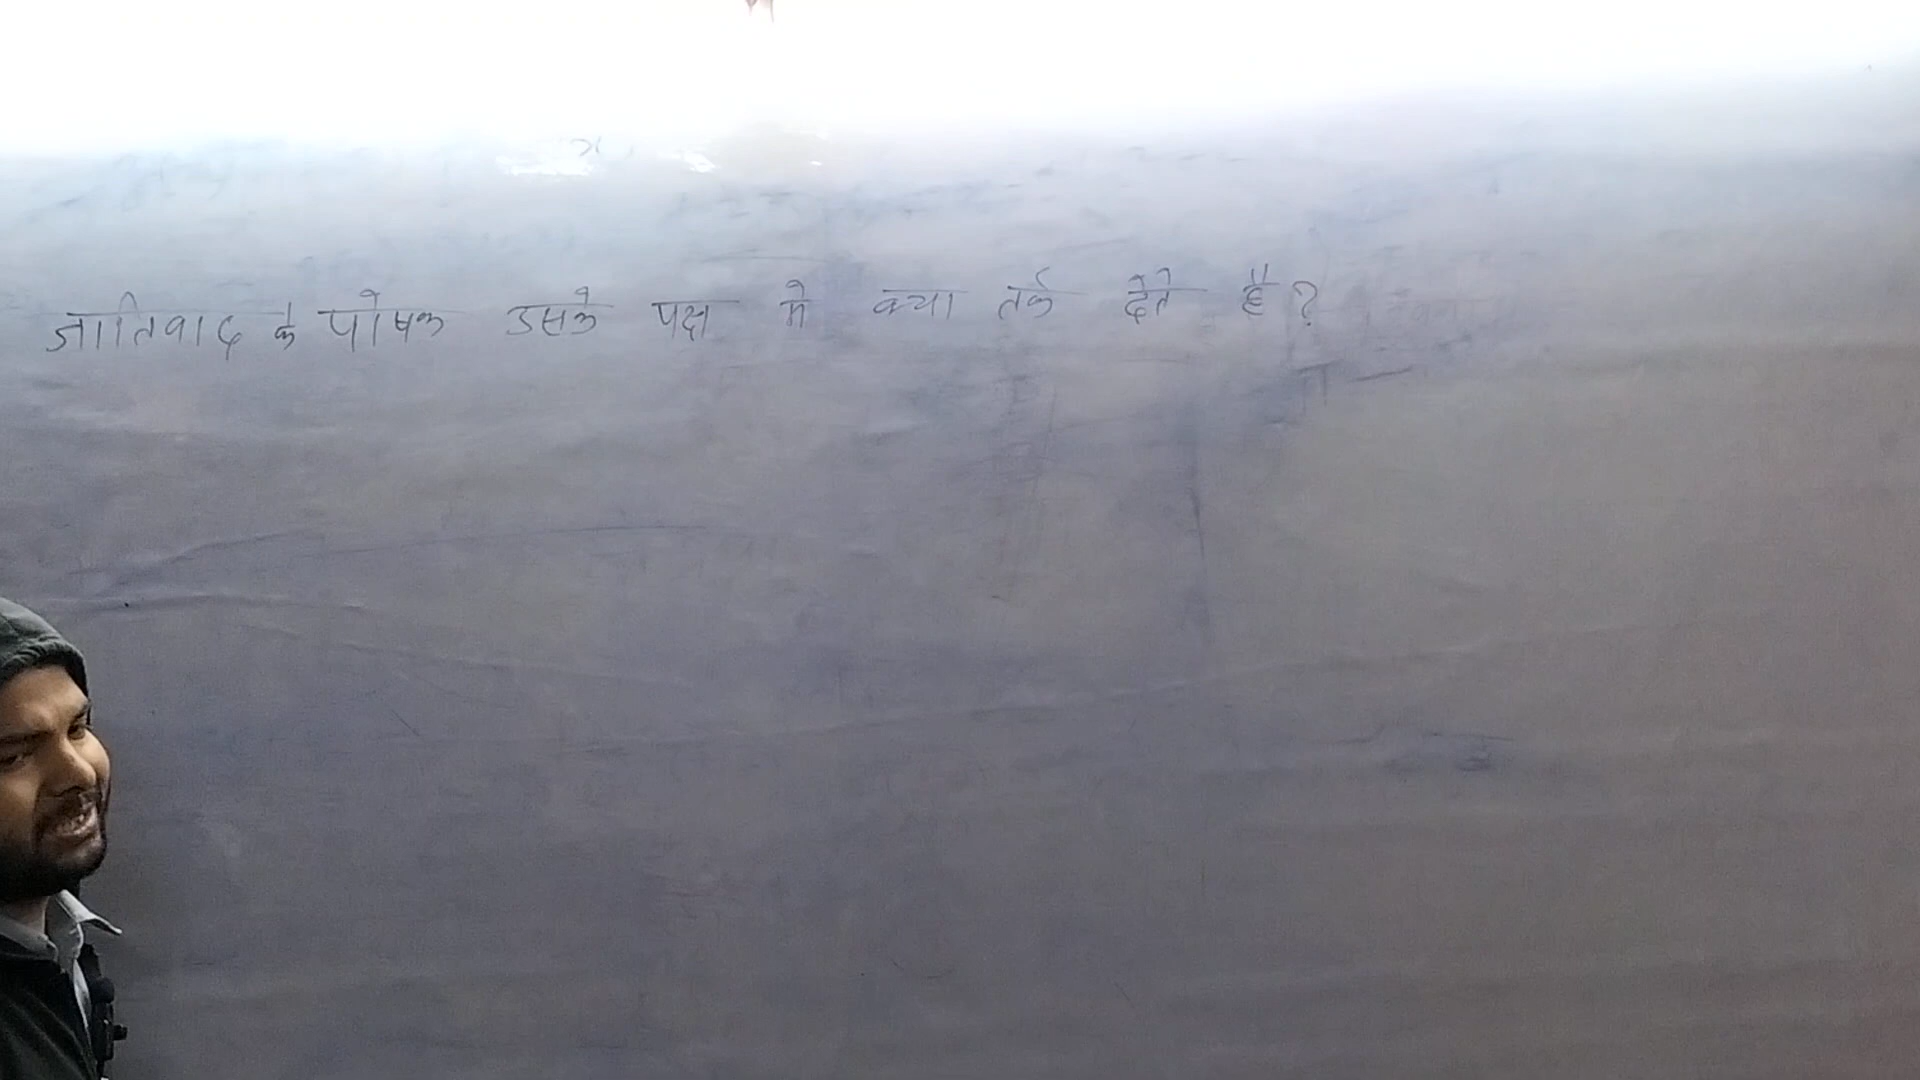 जातिवाद के पोषक उसके पक्ष मे क्या तर्क देते हैं?